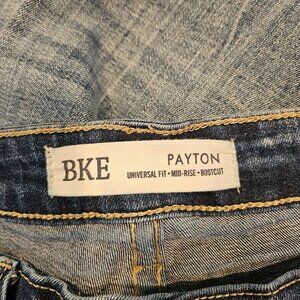 BKE
PAYTON
UNIVERSAL FIT • MID-RISE • BOOTCUT